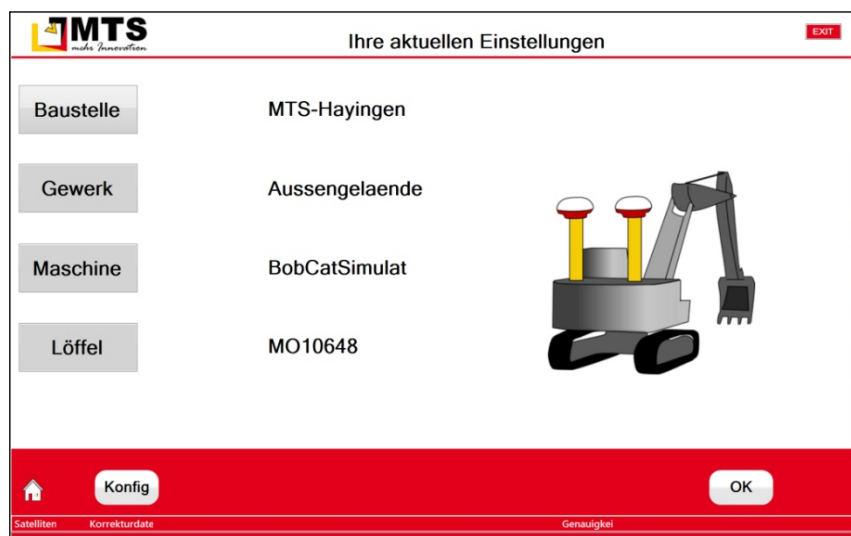 MTS
mehr Innovation
Ihre aktuellen Einstellungen
EXIT
Baustelle MTS-Hayingen
Gewerk Aussengelaende
Maschine BobCatSimulat
Löffel MO10648
Konfig
OK
Satelliten Korrekturdate Genauigkei